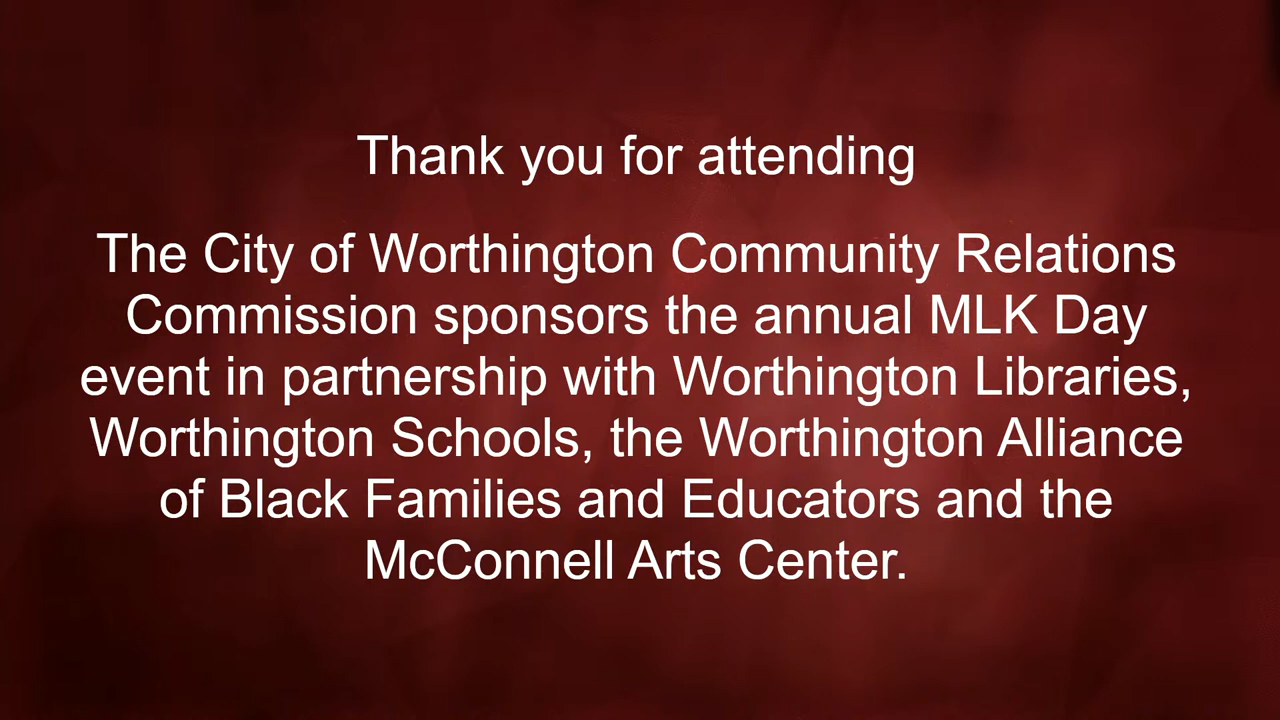 Thank you for attending
The City of Worthington Community Relations
Commission sponsors the annual MLK Day
event in partnership with Worthington Libraries,
Worthington Schools, the Worthington Alliance
of Black Families and Educators and the
McConnell Arts Center.